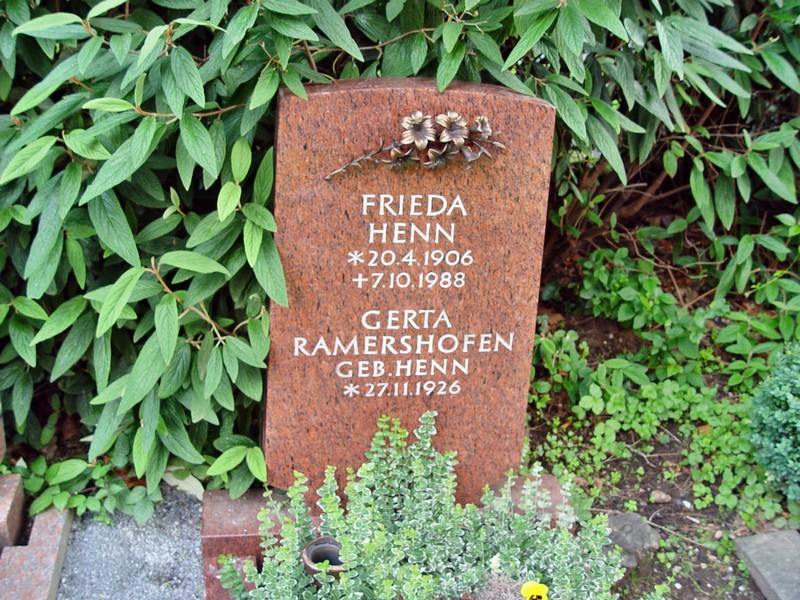 FRIEDA
HENN
*20.4.1906
+7.10.1988
GERTA
RAMERSHOFEN
GEB.HENN
*27.11.1926